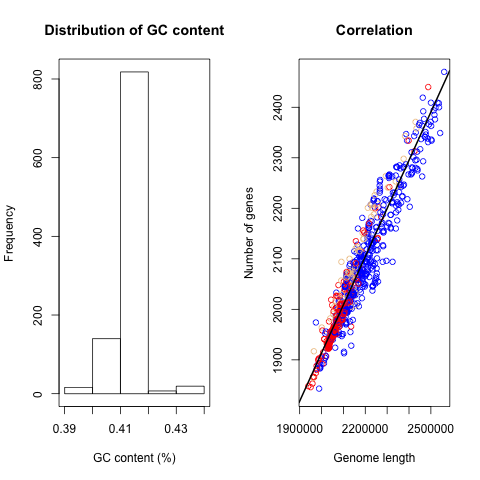 Distribution of GC content
Frequency
0
200
400
600
800
0.39
0.41
0.43
GC content (%)
Correlation
Number of genes
1900
2000
2100
2200
2300
2400
1900000
2200000
2500000
Genome length